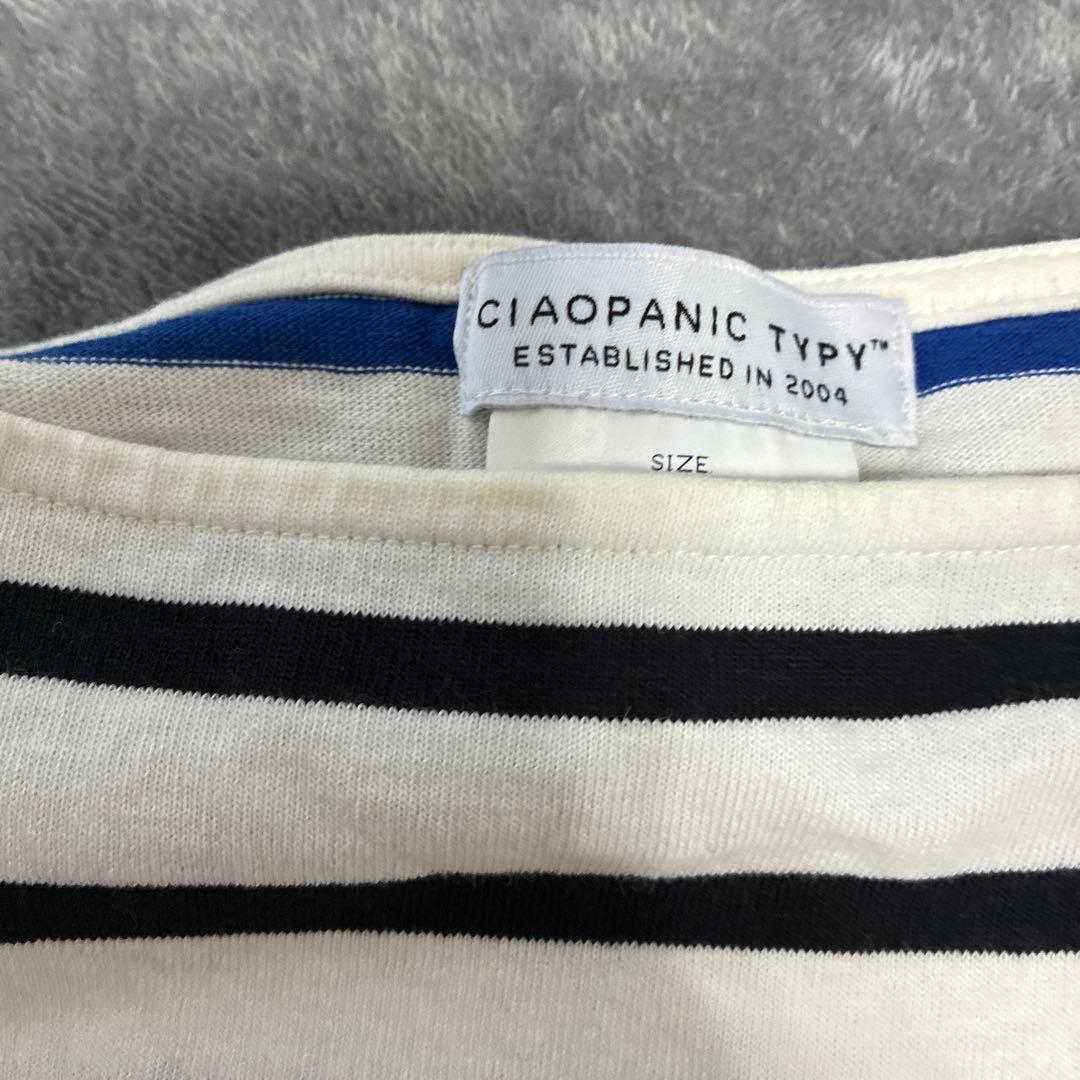 CIAOPANIC TYPY™
ESTABLISHED IN 2004
SIZE